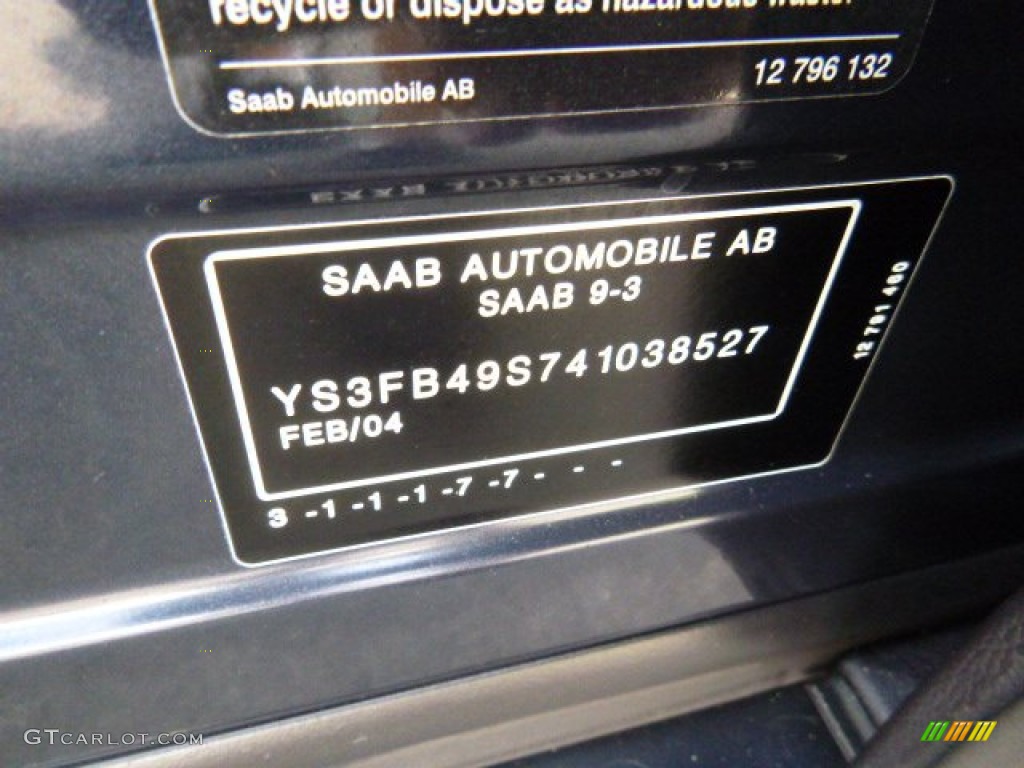 recycle or dispose as hazardous waste.
Saab Automobile AB
12 796 132
SAAB AUTOMOBILE AB
SAAB 9-3
YS3FB49S741038527
FEB/04
3 -1 -1 -1 -7 -7 - - -
12 791 490
GTCARLOT.COM